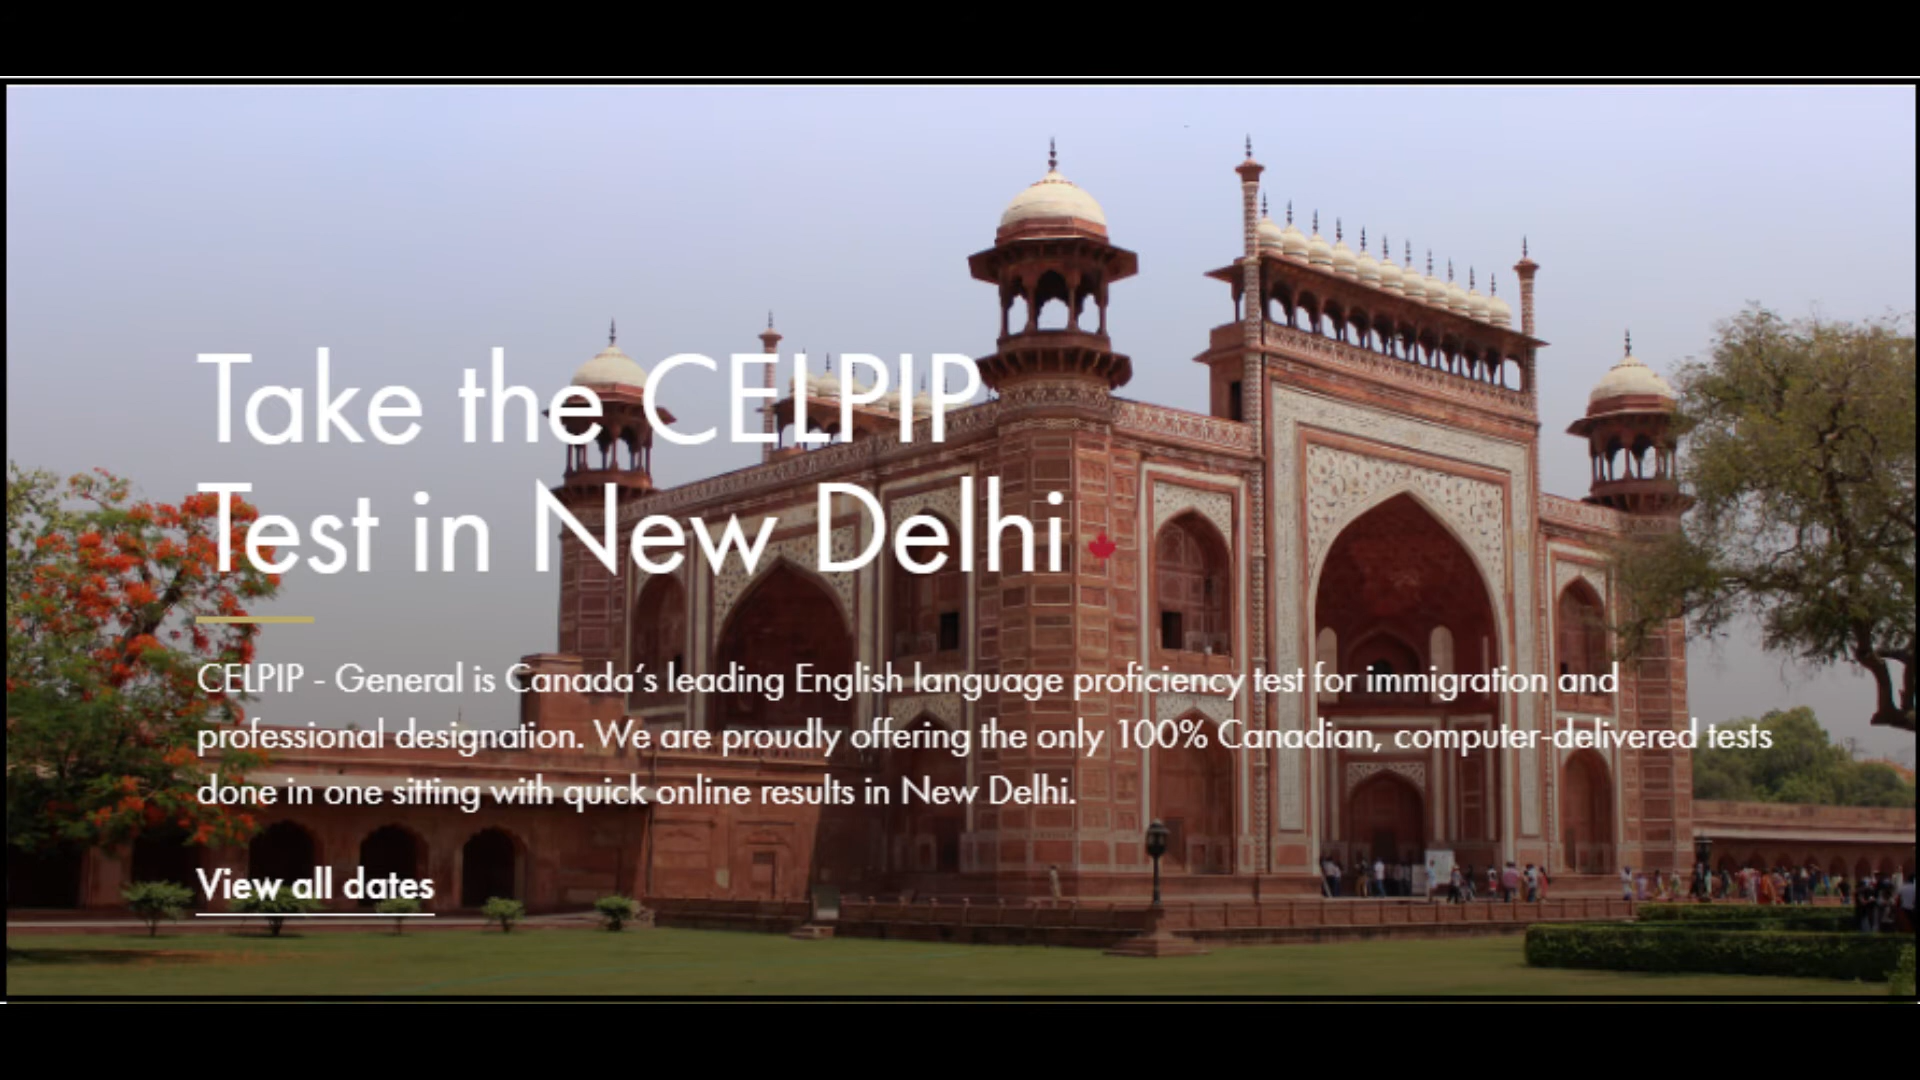 Take the CELPIP
Test in New Delhi
CELPIP - General is Canada's leading English language proficiency test for immigration and
professional designation. We are proudly offering the only 100% Canadian, computer-delivered tests
done in one sitting with quick online results in New Delhi.
View all dates